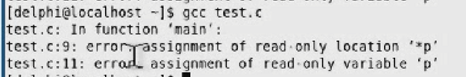 [delphi@localhost ~]$ gcc test.c
test.c: In function 'main':
test.c:9: error: assignment of read-only location '*p'
test.c:11: error: assignment of read-only variable 'p'